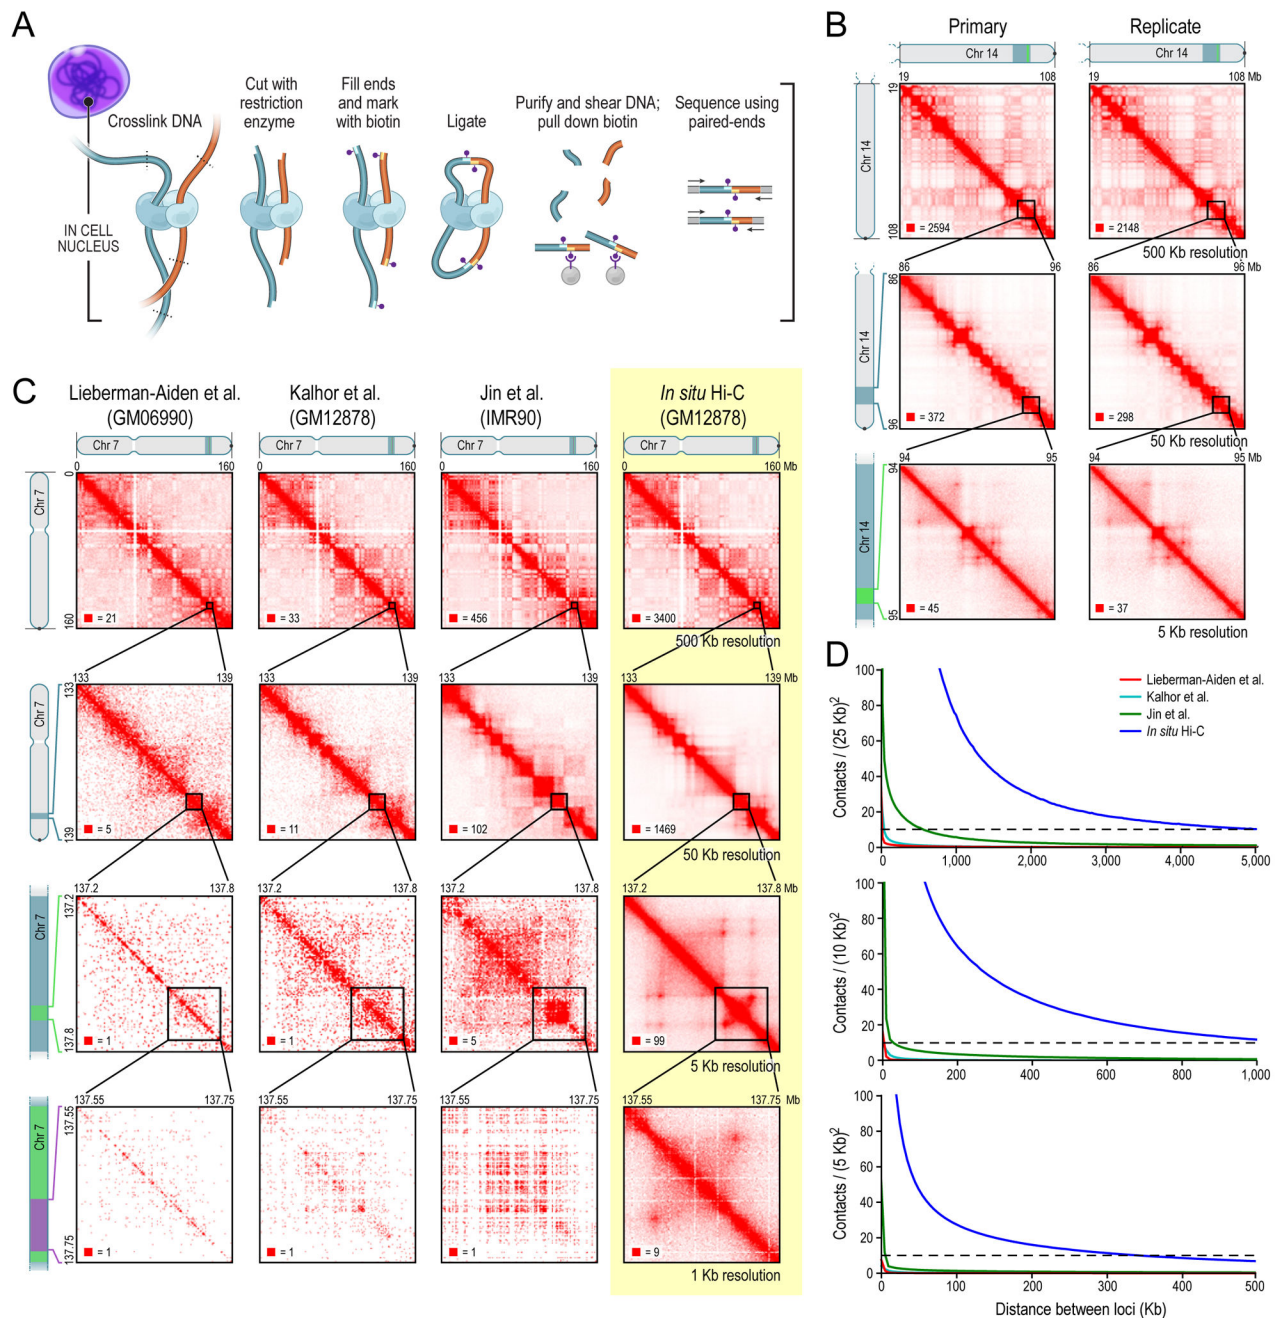 A
Crosslink DNA
IN CELL
NUCLEUS
Cut with
restriction
enzyme
Fill ends
and mark
with biotin
Ligate
Purify and shear DNA;
pull down biotin
Sequence using
paired-ends
B
Primary
Replicate
Chr 14
Chr 14
19
108
19
108 Mb
19
Chr 14
108
= 2594
= 2148
500 Kb resolution
86
96
86
96 Mb
86
Chr 14
96
= 372
= 298
50 Kb resolution
94
95
94
95 Mb
94
Chr 14
95
= 45
= 37
5 Kb resolution
C
Lieberman-Aiden et al.
(GM06990)
Kalhor et al.
(GM12878)
Jin et al.
(IMR90)
In situ Hi-C
(GM12878)
Chr 7
Chr 7
Chr 7
Chr 7
0
160
0
160
0
160
0
160 Mb
0
Chr 7
160
= 21
= 33
= 456
= 3400
500 Kb resolution
133
139
133
139
133
139
133
139 Mb
133
Chr 7
139
= 5
= 11
= 102
= 1469
50 Kb resolution
137.2
137.8
137.2
137.8
137.2
137.8
137.2
137.8 Mb
137.2
Chr 7
137.8
= 1
= 1
= 5
= 99
5 Kb resolution
137.55
137.75
137.55
137.75
137.55
137.75
137.55
137.75 Mb
137.55
Chr 7
137.75
= 1
= 1
= 1
= 9
1 Kb resolution
D
Contacts / (25 Kb)²
100
80
60
40
20
0
0
1,000
2,000
3,000
4,000
5,000
Lieberman-Aiden et al.
Kalhor et al.
Jin et al.
In situ Hi-C
Contacts / (10 Kb)²
100
80
60
40
20
0
0
200
400
600
800
1,000
Contacts / (5 Kb)²
100
80
60
40
20
0
0
100
200
300
400
500
Distance between loci (Kb)